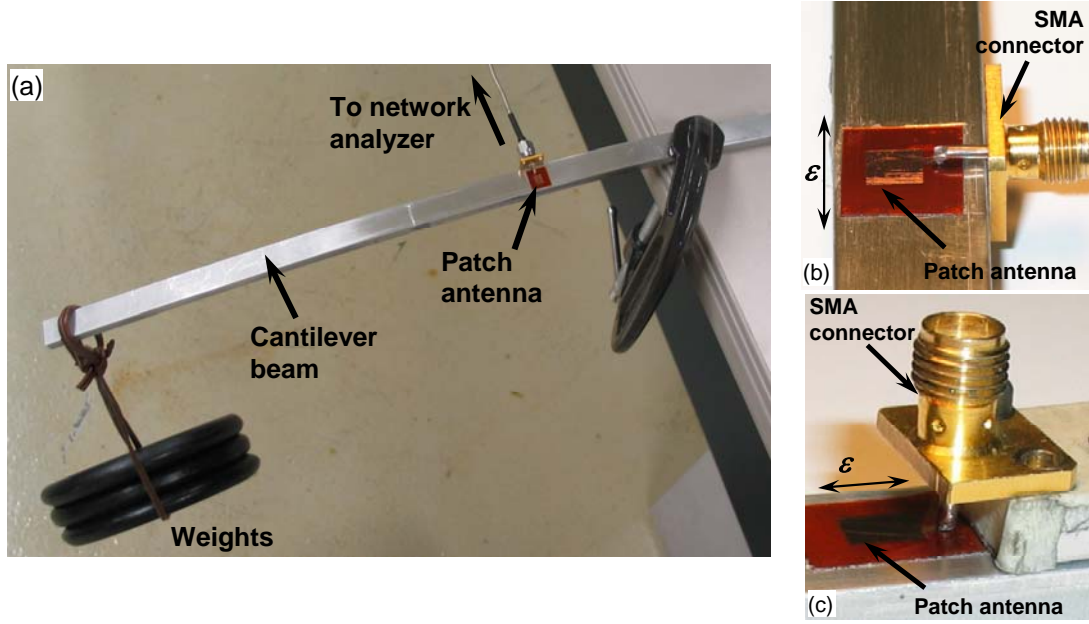 (a)
To network
analyzer
Patch
antenna
Cantilever
beam
Weights
SMA
connector
ε
Patch antenna
(b)
SMA
connector
ε
Patch antenna
(c)